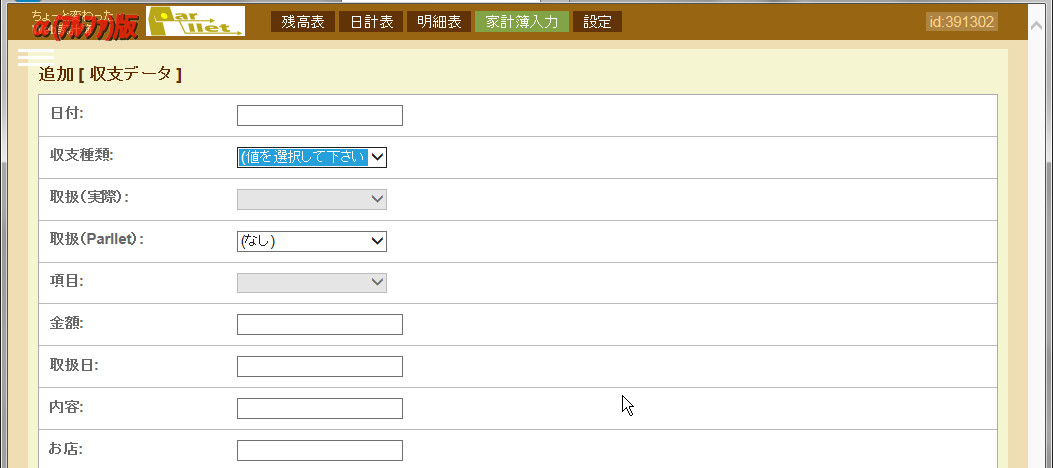 ちょーと変わった
α(アルファ)版
Parllet
残高表 日計表 明細表 家計簿入力 設定
id:391302
追加 [ 収支データ ]
日付:
収支種類: (値を選択して下さい
取扱(実際):
取扱(Parllet): (なし)
項目:
金額:
取扱日:
内容:
お店: